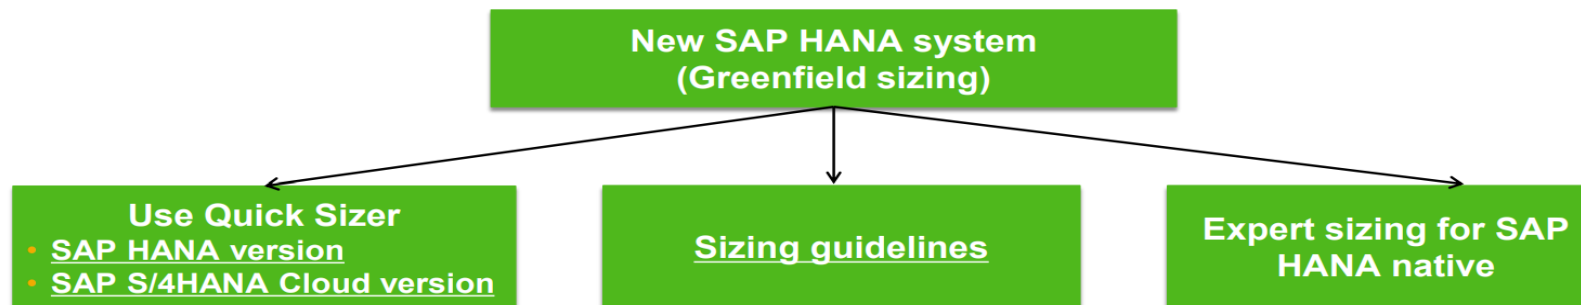 New SAP HANA system
(Greenfield sizing)
Use Quick Sizer
• SAP HANA version
• SAP S/4HANA Cloud version
Sizing guidelines
Expert sizing for SAP
HANA native